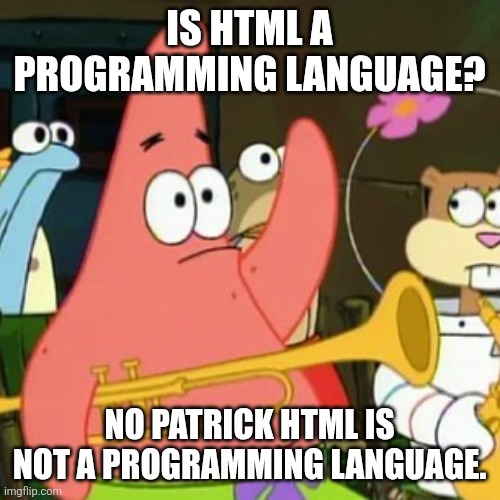 IS HTML A
PROGRAMMING LANGUAGE?
NO PATRICK HTML IS
NOT A PROGRAMMING LANGUAGE.
imgflip.com